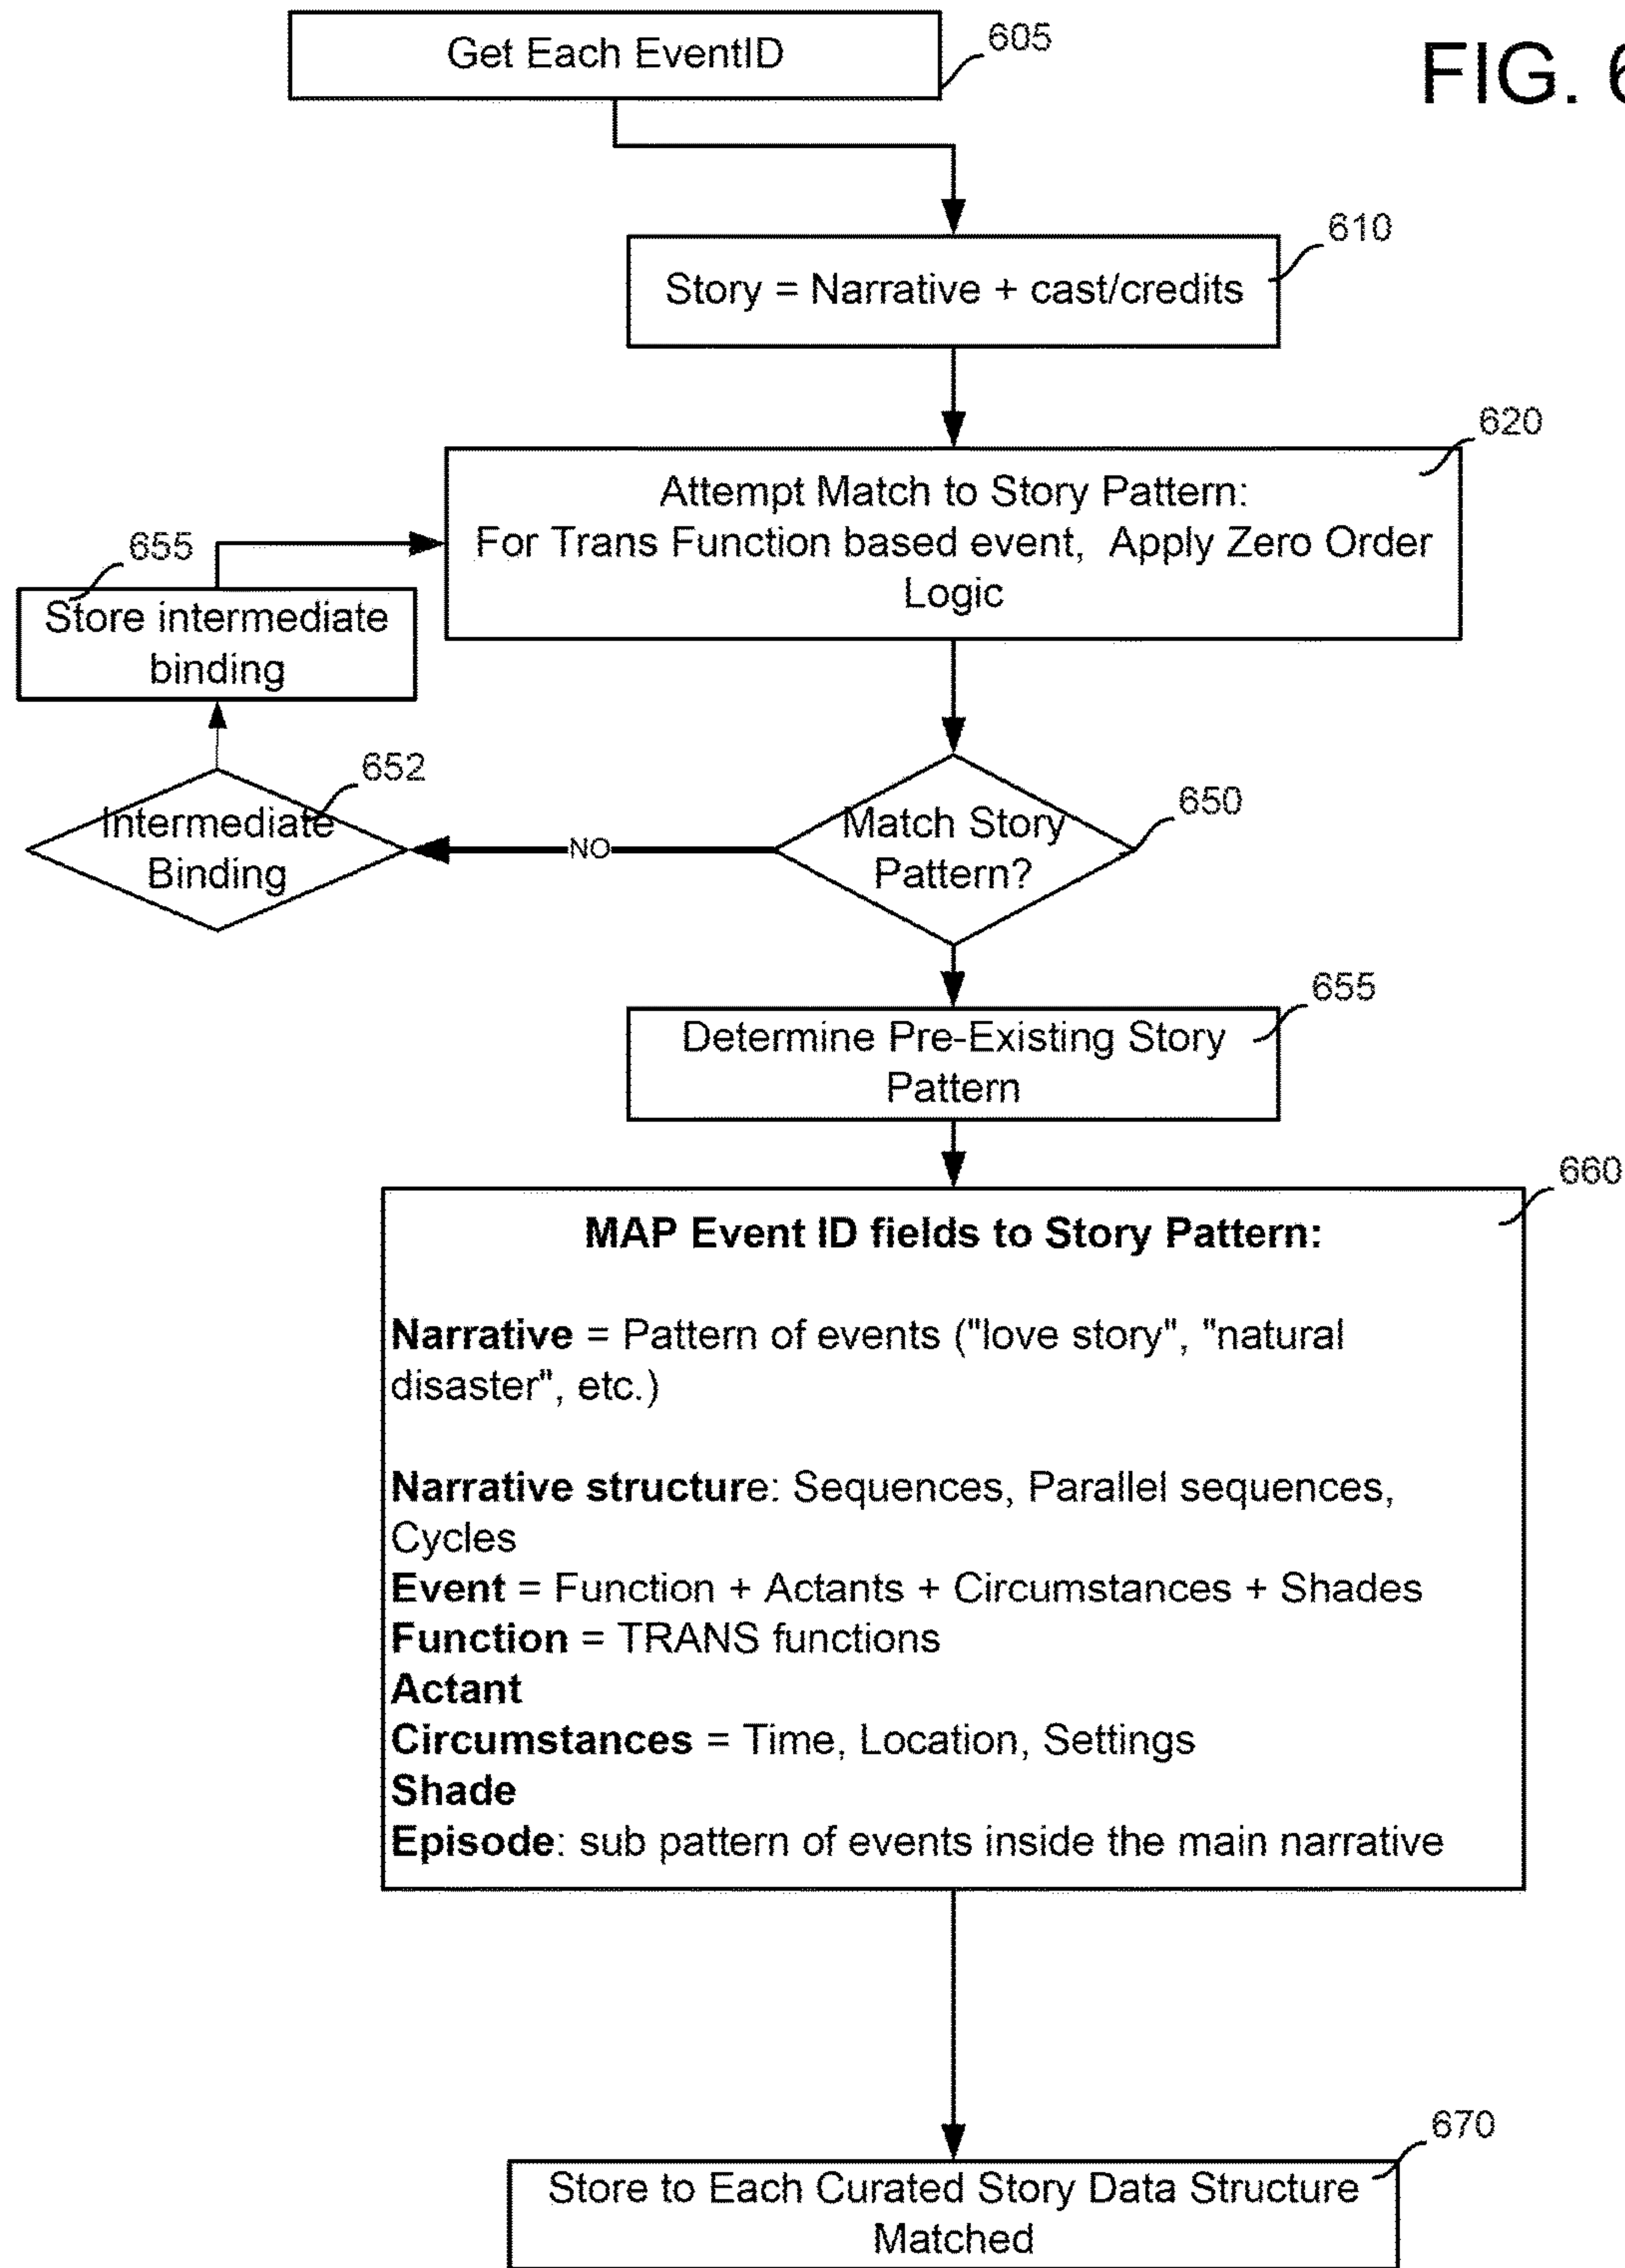 Get Each EventID
605
FIG. 6
610
Story = Narrative + cast/credits
620
Attempt Match to Story Pattern:
For Trans Function based event, Apply Zero Order
Logic
655
Store intermediate
binding
652
Intermediate
Binding
NO
Match Story
Pattern?
650
655
Determine Pre-Existing Story
Pattern
660
MAP Event ID fields to Story Pattern:
Narrative = Pattern of events ("love story", "natural
disaster", etc.)
Narrative structure: Sequences, Parallel sequences,
Cycles
Event = Function + Actants + Circumstances + Shades
Function = TRANS functions
Actant
Circumstances = Time, Location, Settings
Shade
Episode: sub pattern of events inside the main narrative
670
Store to Each Curated Story Data Structure
Matched